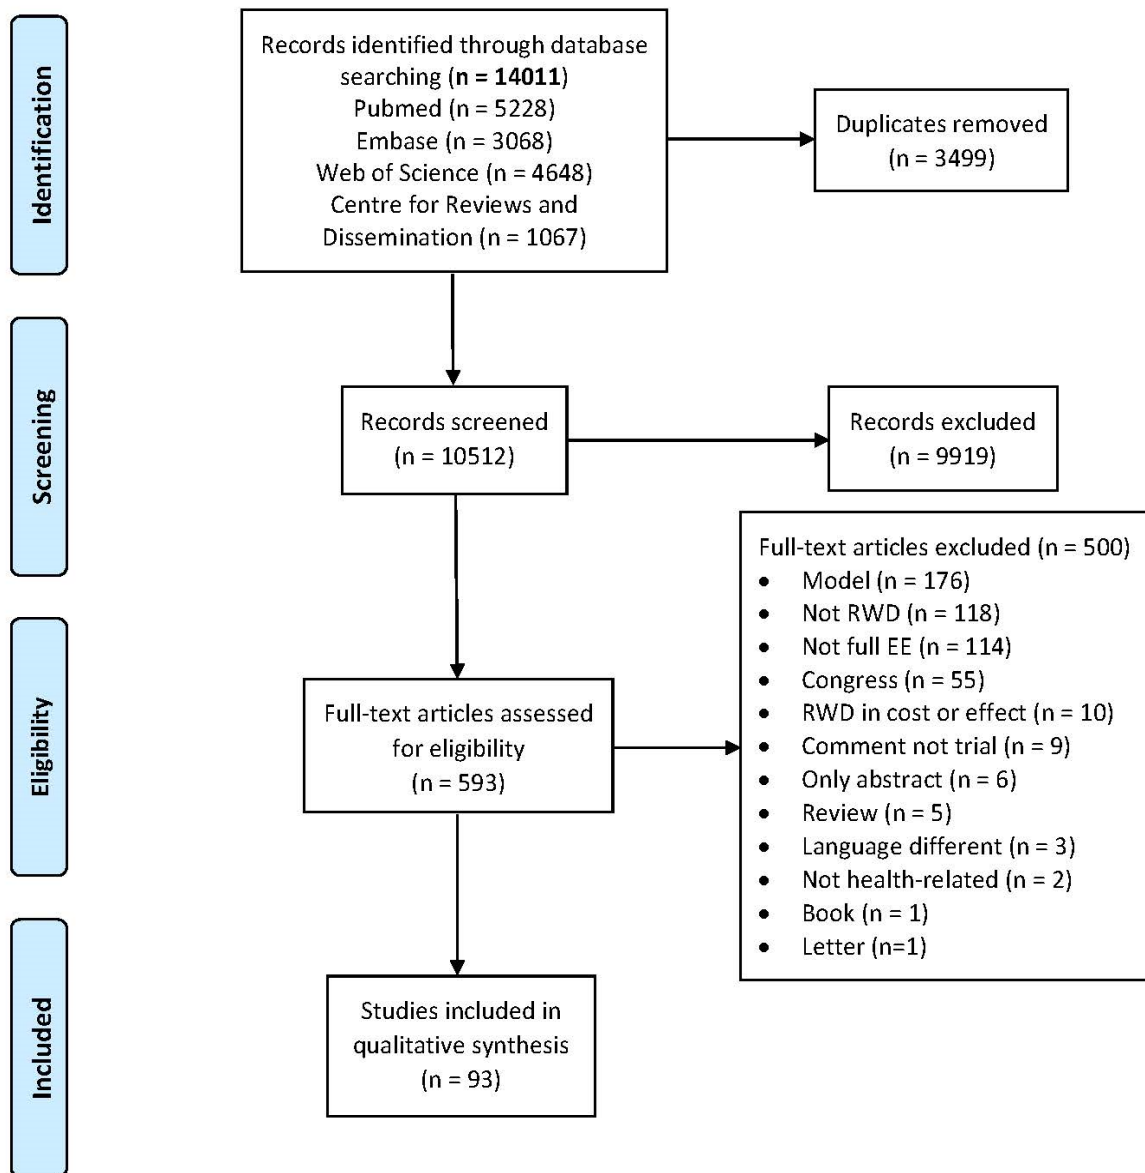 Identification
Records identified through database
searching (n = 14011)
Pubmed (n = 5228)
Embase (n = 3068)
Web of Science (n = 4648)
Centre for Reviews and
Dissemination (n = 1067)
Duplicates removed
(n = 3499)
Screening
Records screened
(n = 10512)
Records excluded
(n = 9919)
Eligibility
Full-text articles assessed
for eligibility
(n = 593)
Full-text articles excluded (n = 500)
• Model (n = 176)
• Not RWD (n = 118)
• Not full EE (n = 114)
• Congress (n = 55)
• RWD in cost or effect (n = 10)
• Comment not trial (n = 9)
• Only abstract (n = 6)
• Review (n = 5)
• Language different (n = 3)
• Not health-related (n = 2)
• Book (n = 1)
• Letter (n=1)
Included
Studies included in
qualitative synthesis
(n = 93)